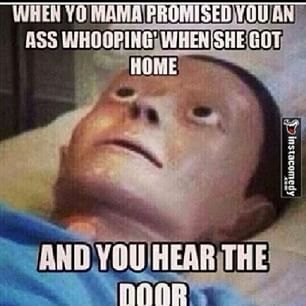 WHEN YO MAMA PROMISED YOU AN
ASS WHOOPING' WHEN SHE GOT
HOME
instacomedy
AND YOU HEAR THE
DOOR